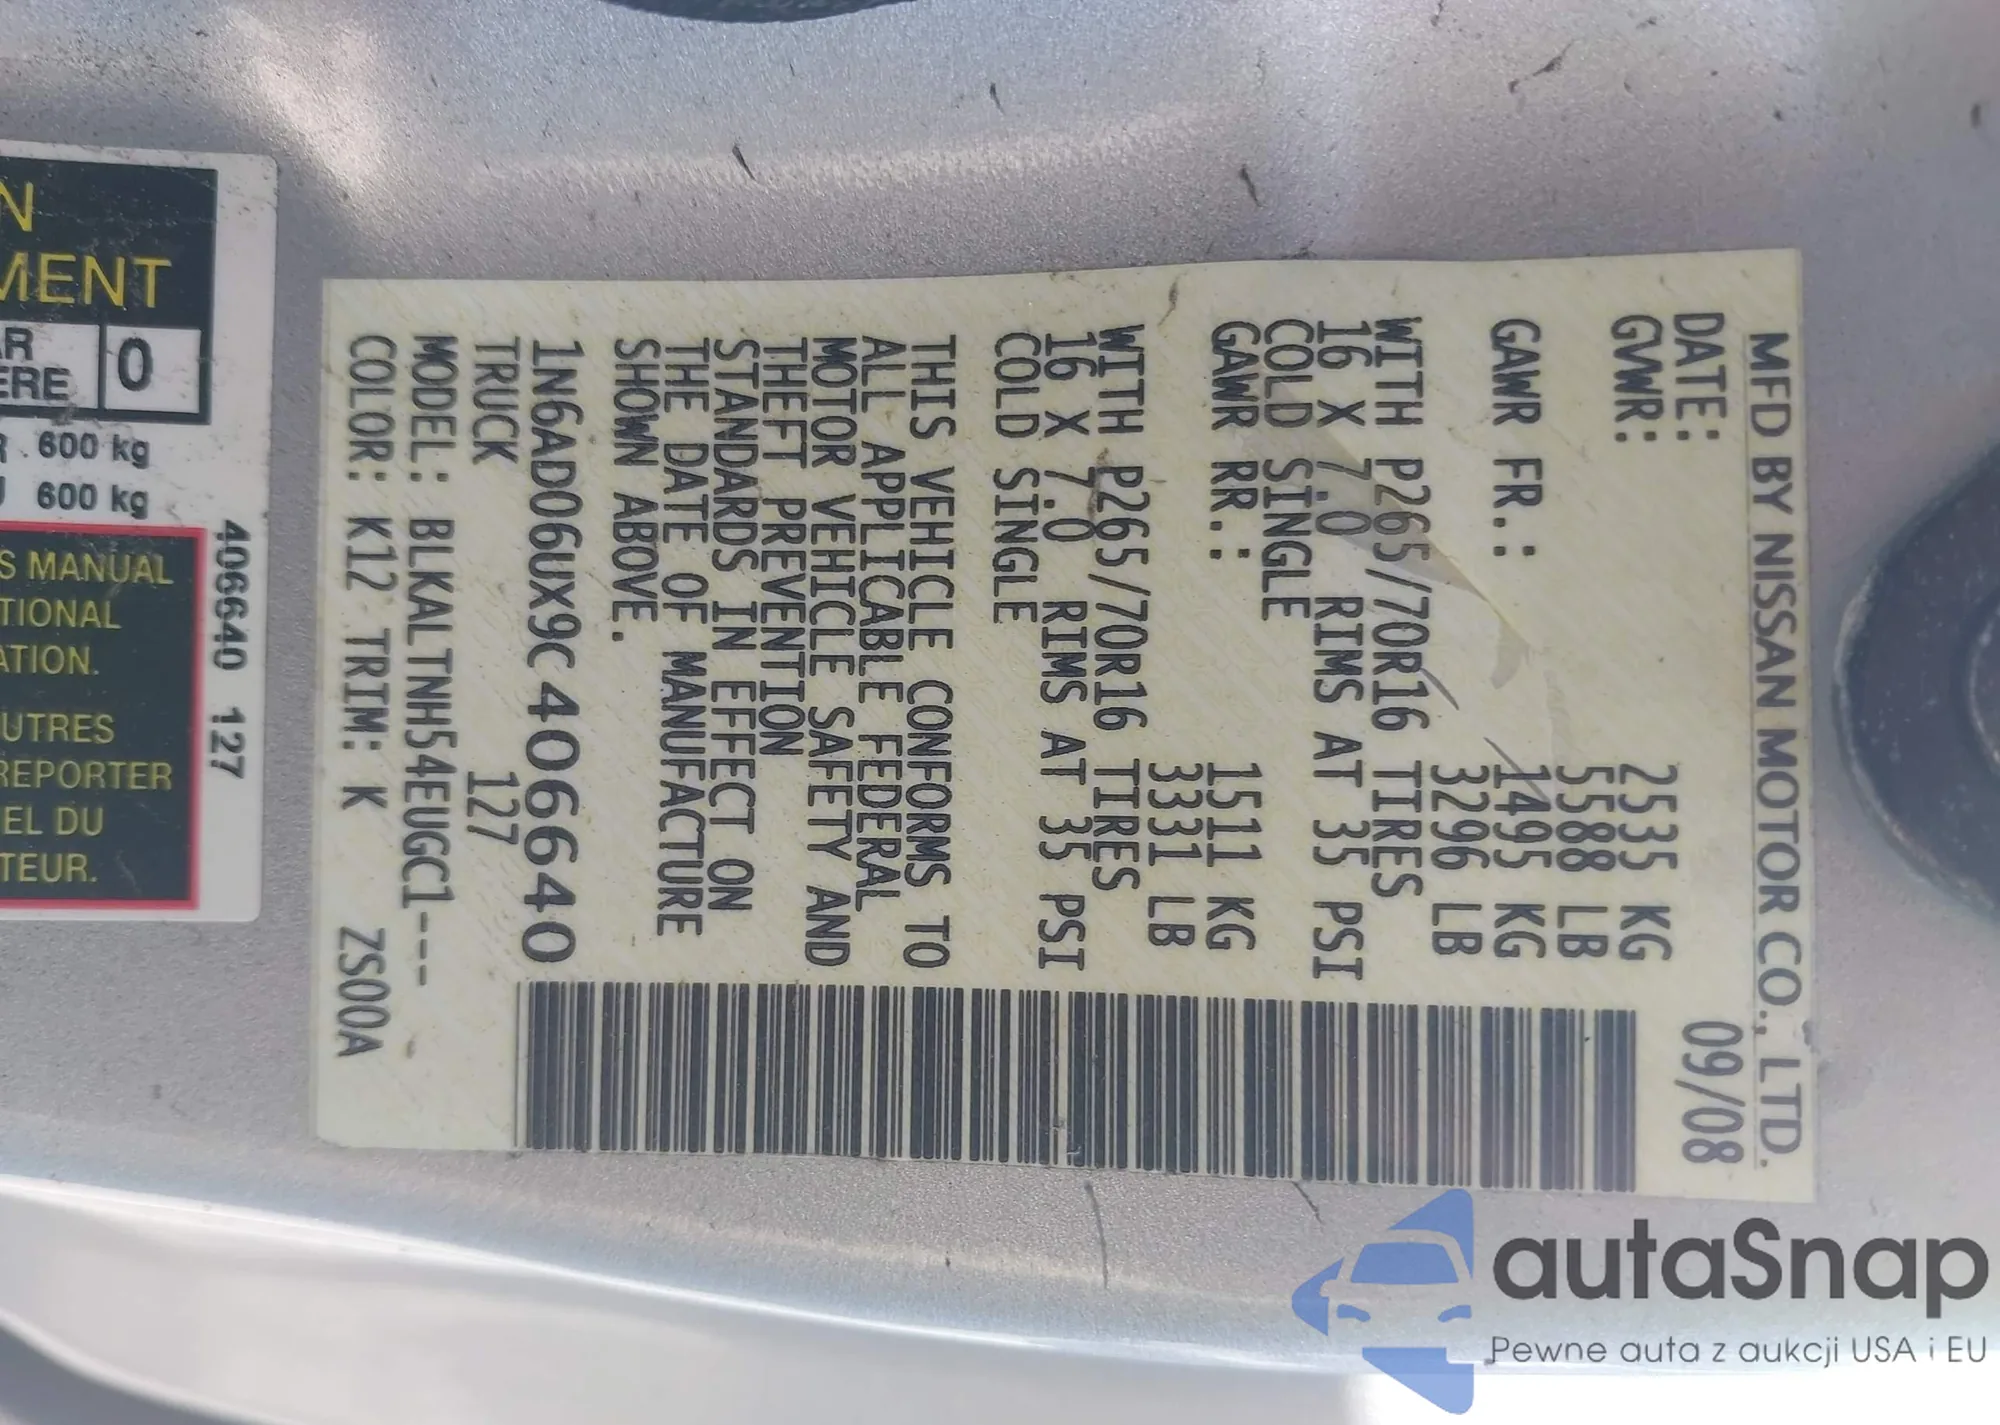 MFD BY NISSAN MOTOR CO., LTD.
DATE: 09/08
GVWR: 2535 KG
5588 LB
GAWR FR.: 1495 KG
3296 LB
WITH P265/70R16 TIRES
16 X 7.0 RIMS AT 35 PSI
COLD SINGLE
GAWR RR.: 1511 KG
3331 LB
WITH P265/70R16 TIRES
16 X 7.0 RIMS AT 35 PSI
COLD SINGLE
THIS VEHICLE CONFORMS TO
ALL APPLICABLE FEDERAL
MOTOR VEHICLE SAFETY AND
THEFT PREVENTION
STANDARDS IN EFFECT ON
THE DATE OF MANUFACTURE
SHOWN ABOVE.
1N6AD06UX9C406640
TRUCK 127
MODEL: BLKALTNH54EUGC1---
COLOR: K12 TRIM: K ZS00A
N
MENT
AR
ERE 0
R. 600 kg
U 600 kg
406640 127
S MANUAL
TIONAL
ATION.
UTRES
REPORTER
EL DU
TEUR.
autaSnap
Pewne auta z aukcji USA i EU